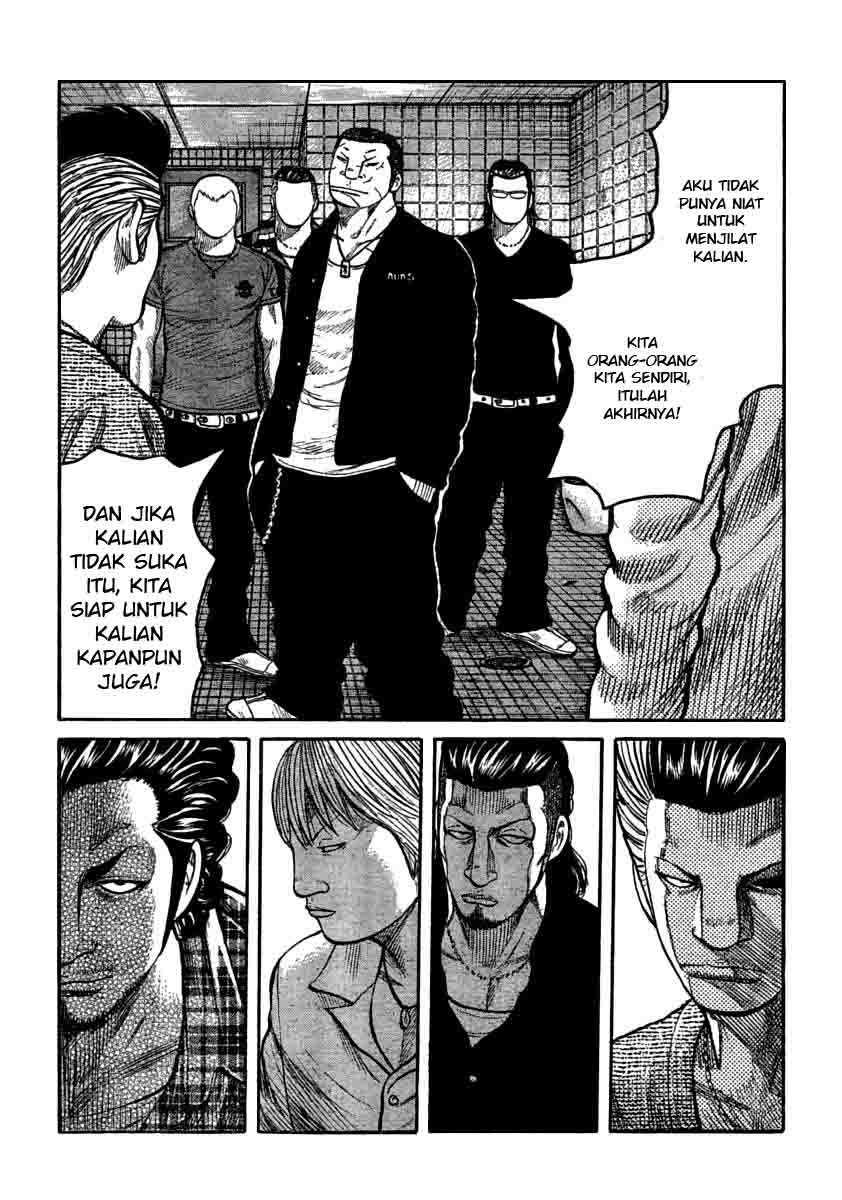 AKU TIDAK
PUNYA NIAT
UNTUK
MENJILAT
KALIAN.
KITA
ORANG-ORANG
KITA SENDIRI,
ITULAH
AKHIRNYA!
DAN JIKA
KALIAN
TIDAK SUKA
ITU, KITA
SIAP UNTUK
KALIAN
KAPANPUN
JUGA!